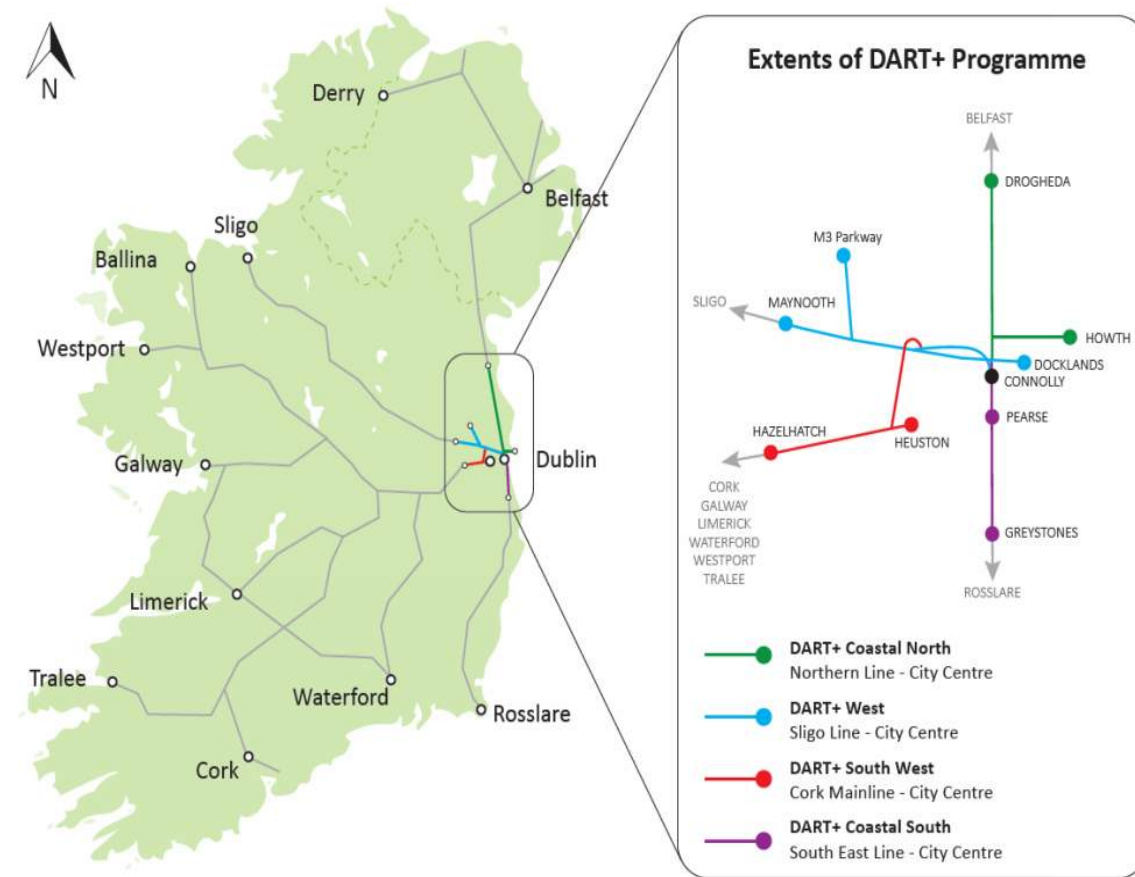 N
Derry
Belfast
Sligo
Ballina
Westport
Galway
Dublin
Limerick
Tralee
Waterford
Rosslare
Cork
Extents of DART+ Programme
BELFAST
DROGHEDA
M3 Parkway
SLIGO
MAYNOOTH
HOWTH
DOCKLANDS
CONNOLLY
PEARSE
HAZELHATCH
HEUSTON
CORK
GALWAY
LIMERICK
WATERFORD
WESTPORT
TRALEE
GREYSTONES
ROSSLARE
DART+ Coastal North
Northern Line - City Centre
DART+ West
Sligo Line - City Centre
DART+ South West
Cork Mainline - City Centre
DART+ Coastal South
South East Line - City Centre